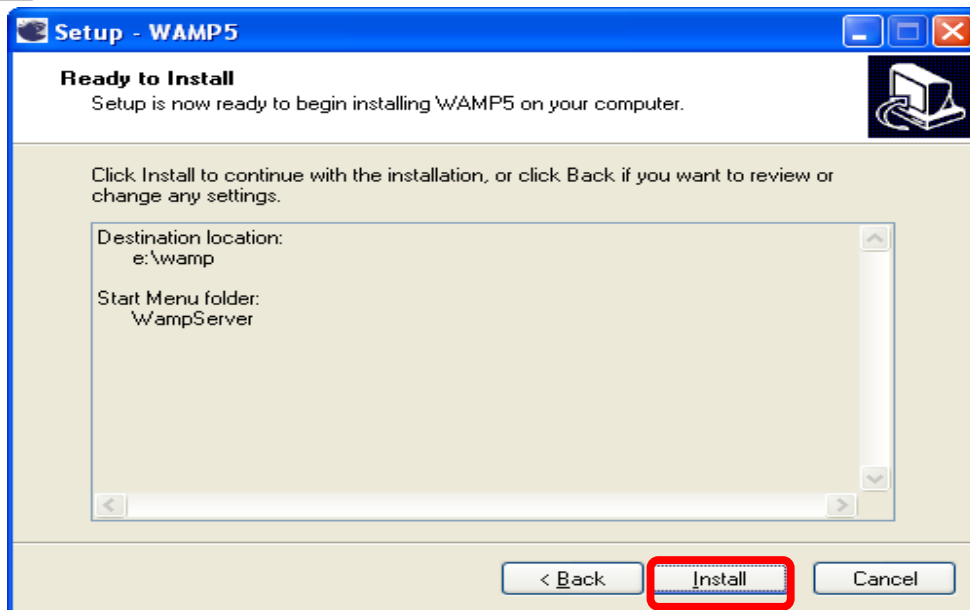 Setup - WAMP5
Ready to Install
Setup is now ready to begin installing WAMP5 on your computer.
Click Install to continue with the installation, or click Back if you want to review or
change any settings.
Destination location:
e:\wamp
Start Menu folder:
WampServer
< Back
Install
Cancel